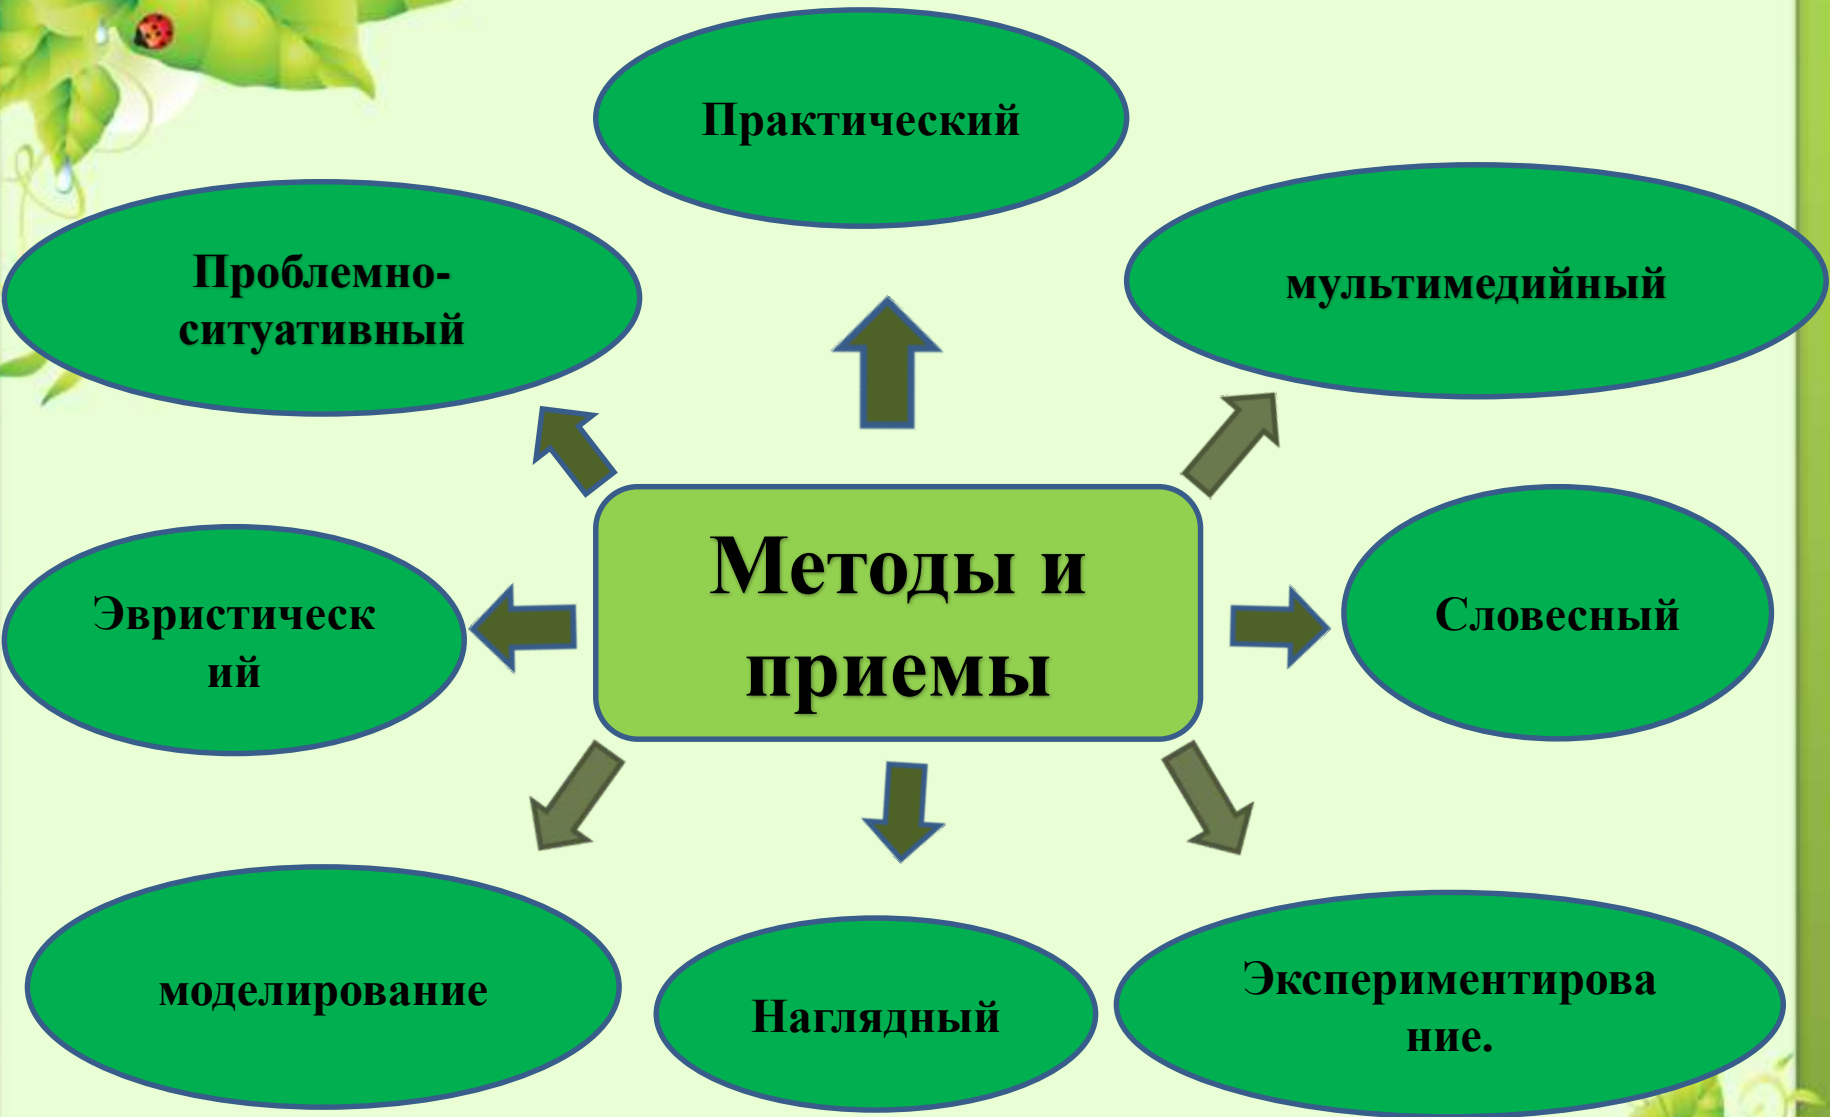 Практический
Проблемно-
ситуативный
мультимедийный
Методы и
приемы
Эвристическ
ий
Словесный
моделирование
Наглядный
Экспериментирова
ние.